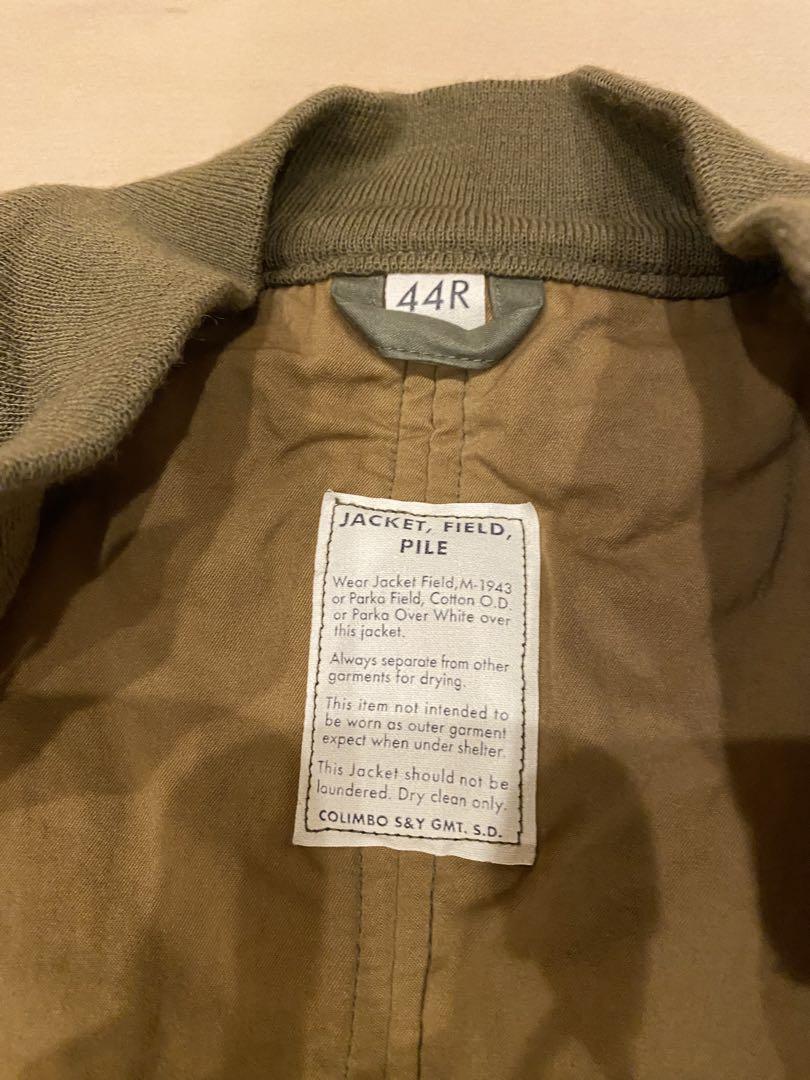 44R
JACKET, FIELD,
PILE
Wear Jacket Field, M-1943
or Parka Field, Cotton O.D.
or Parka Over White over
this jacket.
Always separate from other
garments for drying.
This item not intended to
be worn as outer garment
expect when under shelter.
This Jacket should not be
laundered. Dry clean only.
COLIMBO S&Y GMT. S.D.